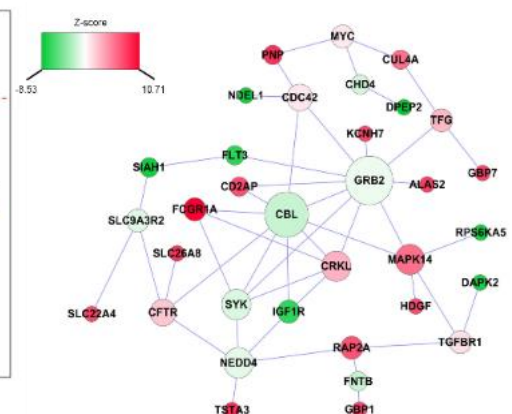 Z-score
-8.53
10.71
MYC
PNP
CUL4A
CHD4
NDEL1
CDC42
DPEP2
TFG
KCNH7
FLT3
SIAH1
GBP7
GRB2
ALAS2
CD2AP
FCGR1A
CBL
SLC9A3R2
RPS6KA5
SLC26A8
CRKL
MAPK14
DAPK2
SLC22A4
CFTR
SYK
IGF1R
HDGF
RAP2A
TGFBR1
NEDD4
FNTB
TSTA3
GBP1